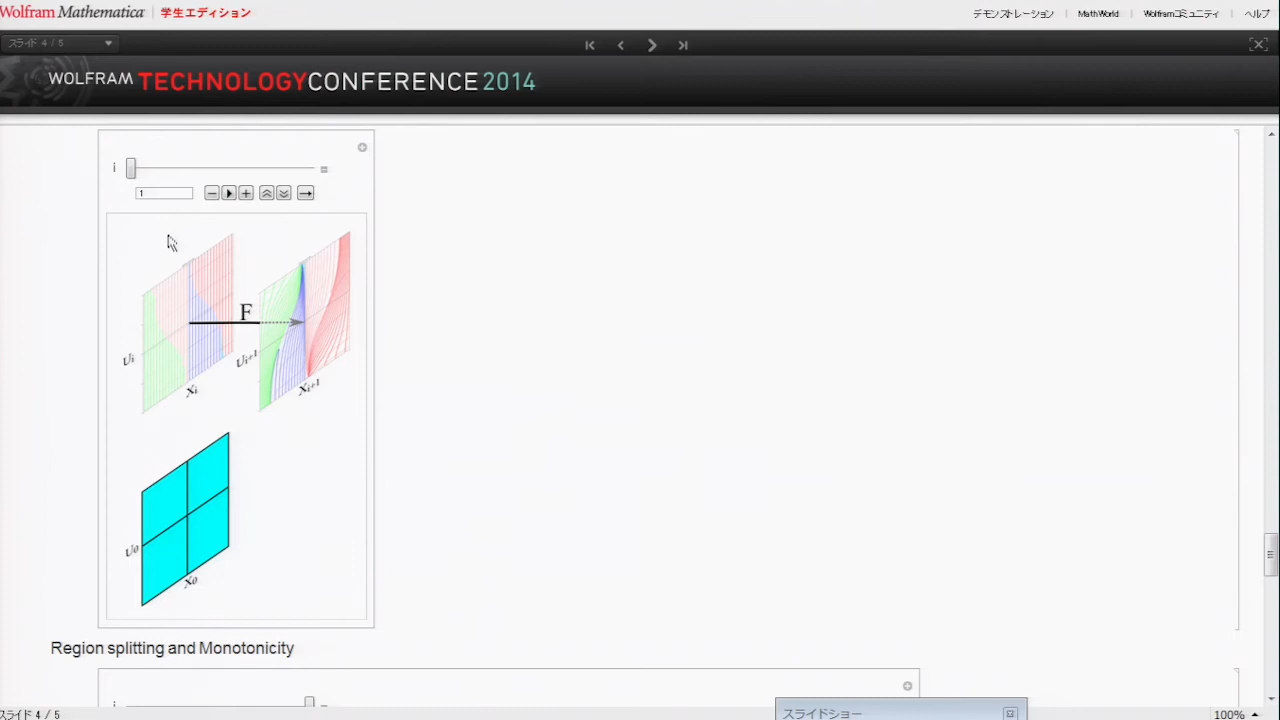 Wolfram Mathematica | 学生エディション
デモンストレーション | MathWorld | Wolframコミュニティ | ヘルプ
スライド 4 / 5
WOLFRAM TECHNOLOGYCONFERENCE 2014
i
1
F
Ui
Xi
Ui+1
Xi+1
U0
X0
Region splitting and Monotonicity
i
スライドショー
スライド 4 / 5
100%